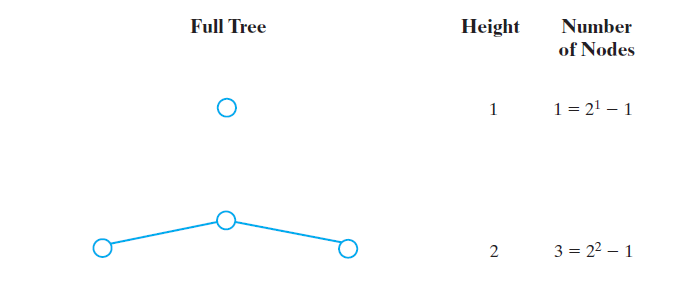 Full Tree Height Number
of Nodes
1 1 = 2¹ – 1
2 3 = 2² – 1